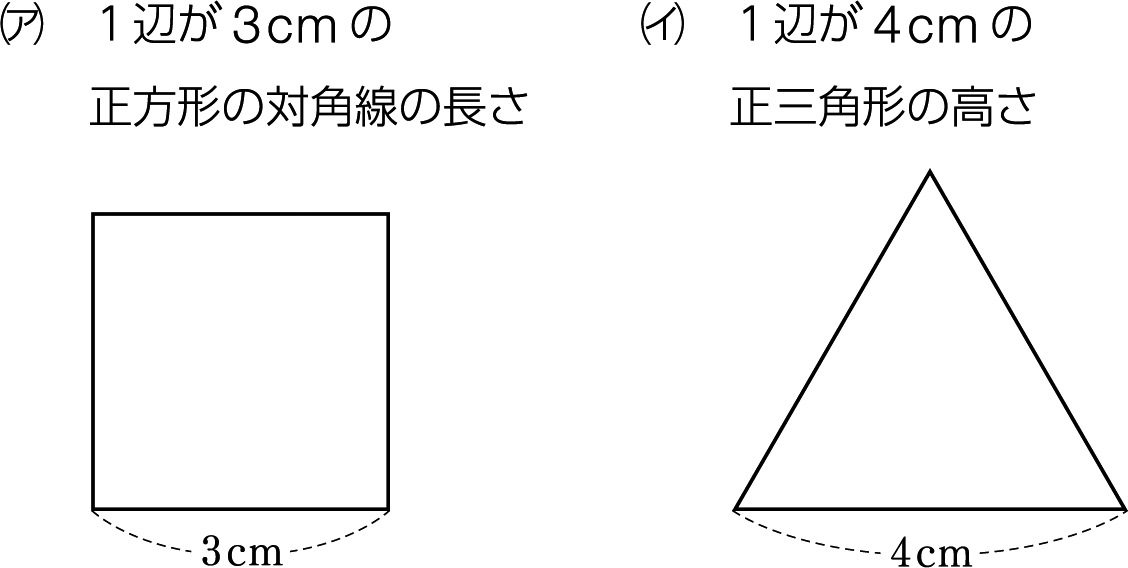 (ア) 1辺が3cmの
正方形の対角線の長さ
3cm
(イ) 1辺が4cmの
正三角形の高さ
4cm